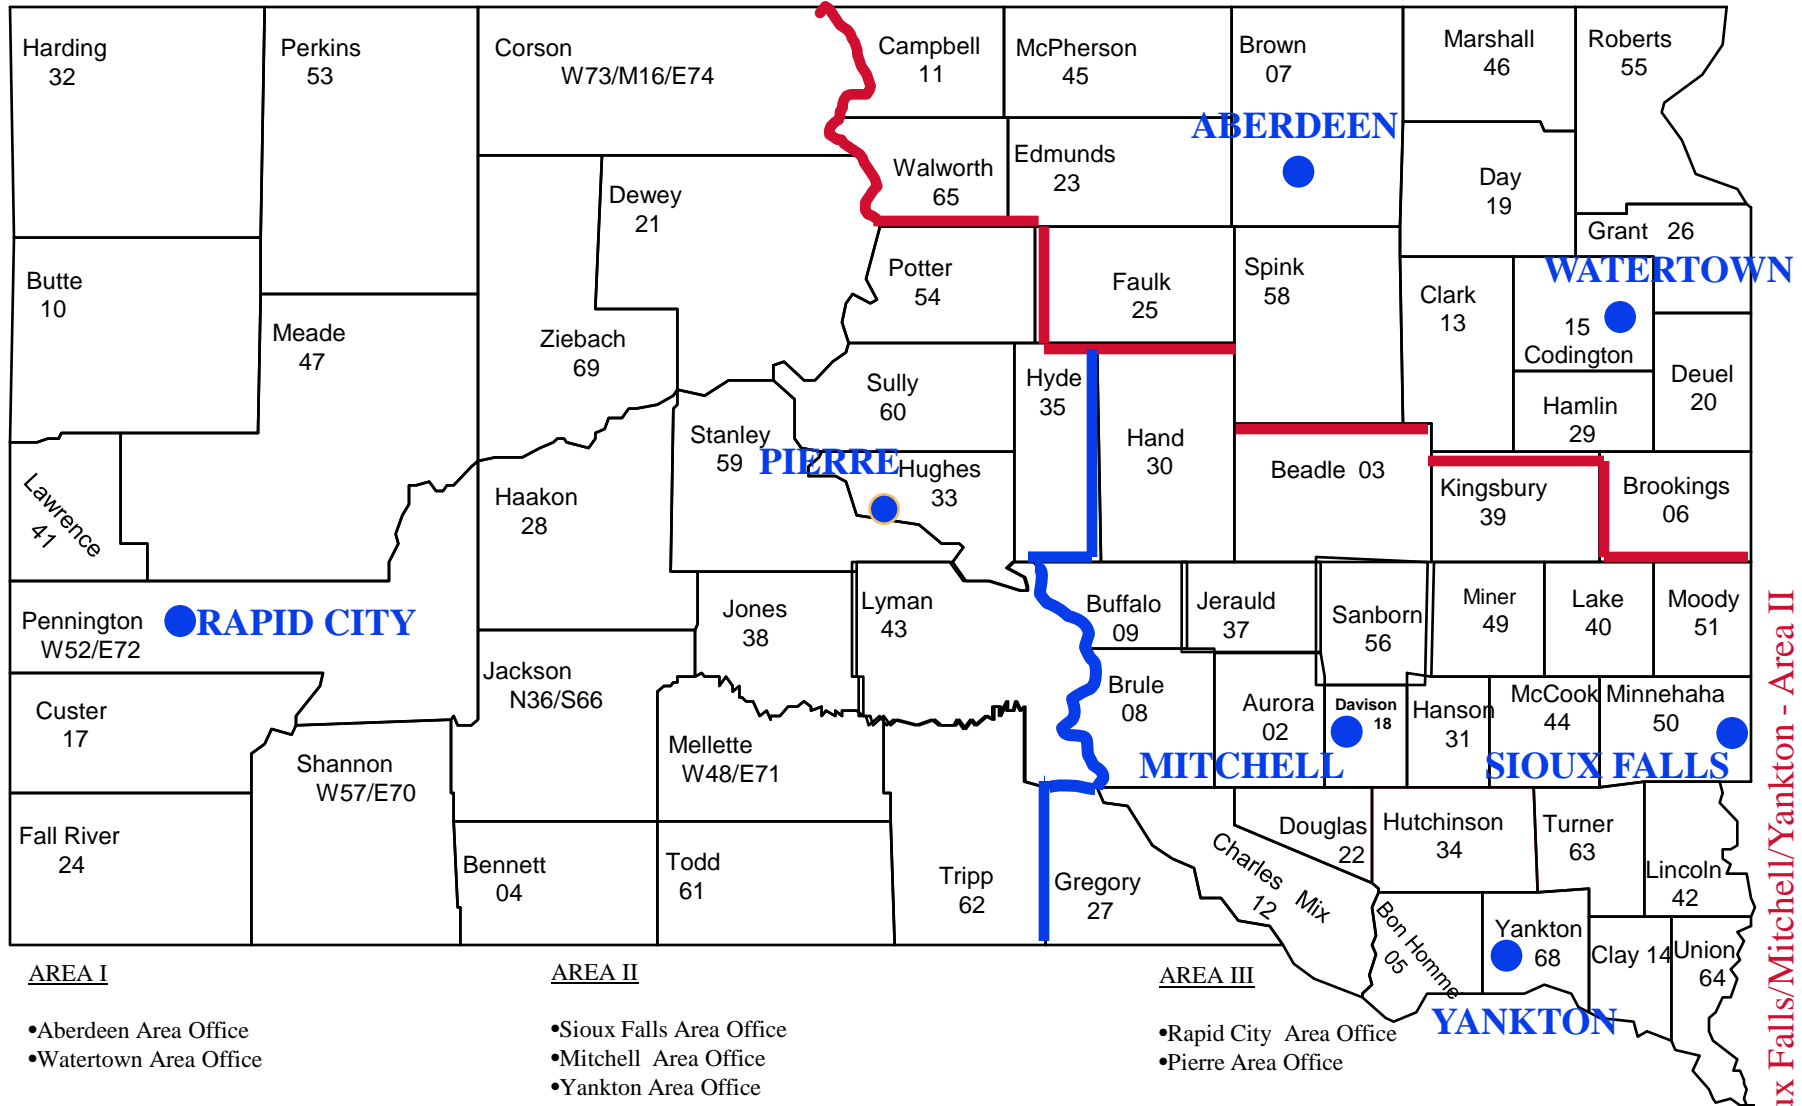 Harding
32
Perkins
53
Corson
W73/M16/E74
Campbell
11
McPherson
45
Brown
07
Marshall
46
Roberts
55
ABERDEEN
Walworth
65
Edmunds
23
Day
19
Dewey
21
Grant 26
WATERTOWN
Butte
10
Potter
54
Faulk
25
Spink
58
Clark
13
15
Codington
Meade
47
Ziebach
69
Sully
60
Hyde
35
Deuel
20
Hamlin
29
Stanley
59
PIERRE
Hughes
33
Hand
30
Beadle 03
Kingsbury
39
Brookings
06
Lawrence
41
Haakon
28
Pennington
W52/E72
RAPID CITY
Jones
38
Lyman
43
Buffalo
09
Jerauld
37
Sanborn
56
Miner
49
Lake
40
Moody
51
Jackson
N36/S66
Custer
17
Brule
08
Aurora
02
Davison
18
Hanson
31
McCook
44
Minnehaha
50
MITCHELL
SIOUX FALLS
Shannon
W57/E70
Mellette
W48/E71
Fall River
24
Bennett
04
Todd
61
Tripp
62
Gregory
27
Charles Mix
12
Douglas
22
Hutchinson
34
Turner
63
Lincoln
42
Bon Homme
05
Yankton
68
Clay 14
Union
64
YANKTON
ux Falls/Mitchell/Yankton - Area II
AREA I
•Aberdeen Area Office
•Watertown Area Office
AREA II
•Sioux Falls Area Office
•Mitchell Area Office
•Yankton Area Office
AREA III
•Rapid City Area Office
•Pierre Area Office